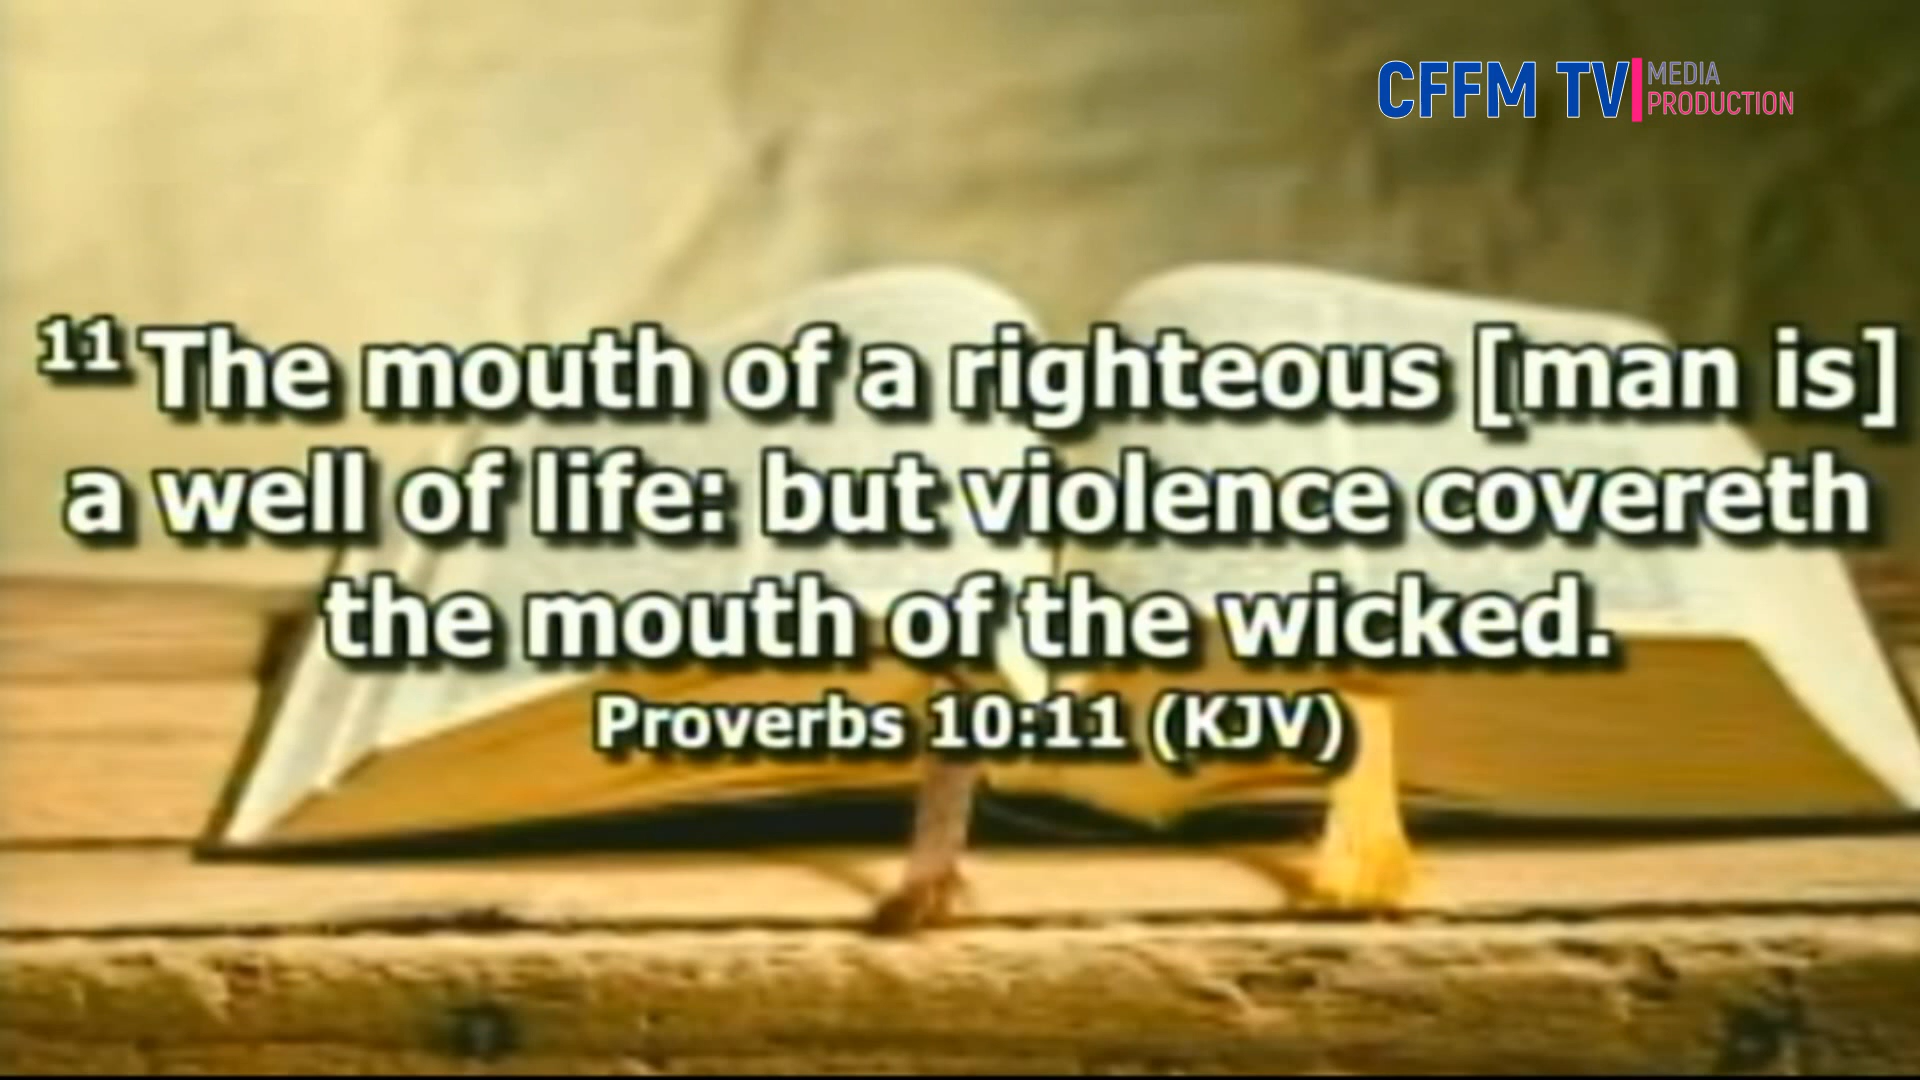 CFFM TV
MEDIA
PRODUCTION
11 The mouth of a righteous [man is]
a well of life: but violence covereth
the mouth of the wicked.
Proverbs 10:11 (KJV)